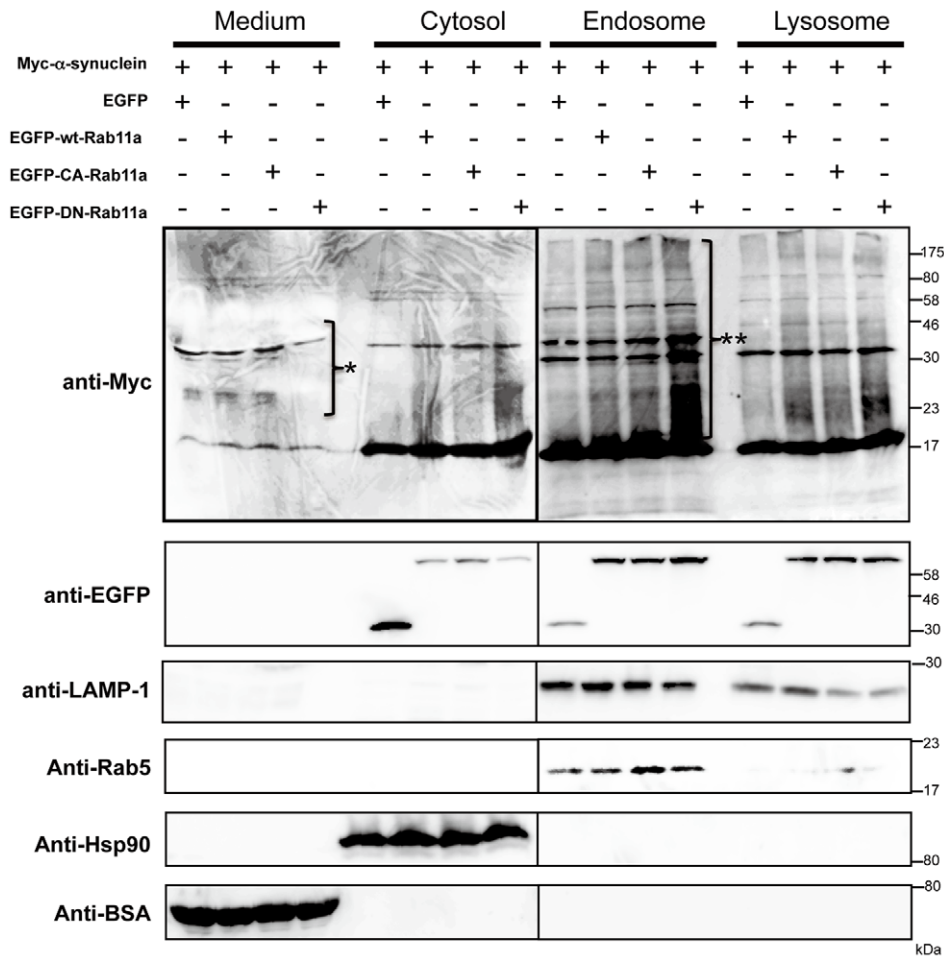 Medium Cytosol Endosome Lysosome
Myc-α-synuclein + + + + + + + + + + + + + + + +
EGFP + - - - + - - - + - - - + - - -
EGFP-wt-Rab11a - + - - - + - - - + - - - + - -
EGFP-CA-Rab11a - - + - - - + - - - + - - - + -
EGFP-DN-Rab11a - - - + - - - + - - - + - - - +
175
80
58
46
* ** 
30
anti-Myc
23
17
58
anti-EGFP
46
30
30
anti-LAMP-1
23
Anti-Rab5
17
Anti-Hsp90
80
80
Anti-BSA
kDa